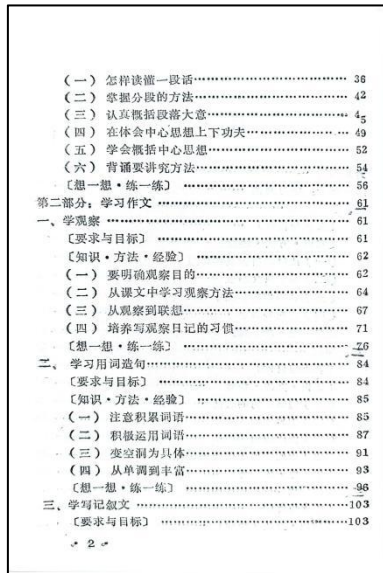 （一） 怎样读懂一段话…………………………… 36
（二） 掌握分段的方法…………………………… 42
（三） 认真概括段落大意………………………… 45
（四） 在体会中心思想上下功夫………………… 49
（五） 学会概括中心思想………………………… 52
（六） 背诵要讲究方法…………………………… 54
〔想一想·练一练〕…………………………… 56
第二部分：学习作文…………………………… 61
一、学观察 …………………………… 61
〔要求与目标〕…………………………… 61
〔知识·方法·经验〕…………………………… 62
（一） 要明确观察目的…………………………… 62
（二） 从课文中学习观察方法…………………… 64
（三） 从观察到联想…………………………… 67
（四） 培养写观察日记的习惯…………………… 71
〔想一想·练一练〕…………………………… 76
二、 学习用词造句…………………………… 84
〔要求与目标〕…………………………… 84
〔知识·方法·经验〕…………………………… 85
（一） 注意积累词语…………………………… 85
（二） 积极运用词语…………………………… 87
（三） 变空洞为具体…………………………… 91
（四） 从单调到丰富…………………………… 93
〔想一想·练一练〕…………………………… 96
三、学写记叙文…………………………… 103
〔要求与目标〕…………………………… 103
· 2 ·